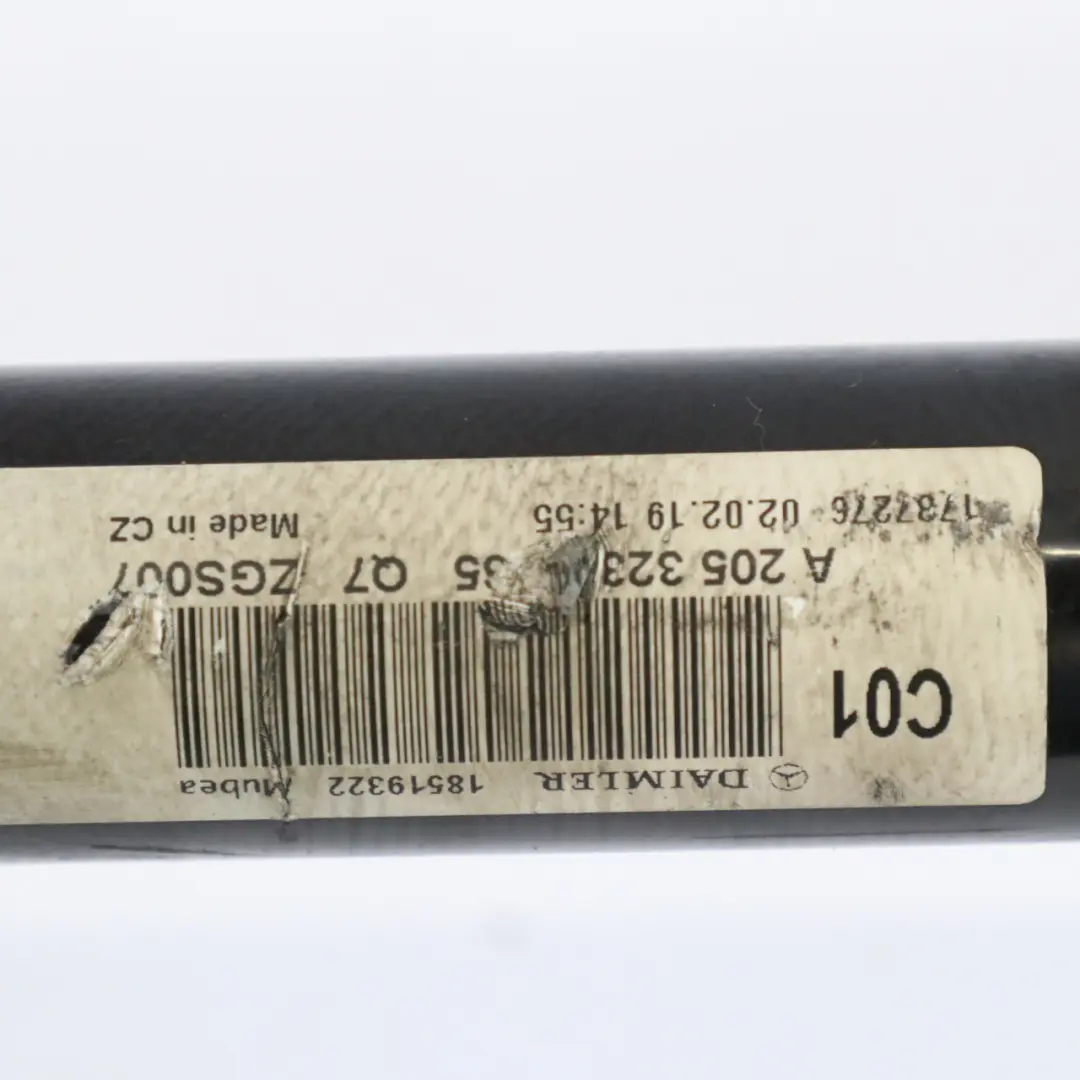 DAIMLER 18519322 Mubea
C01
A 205 323 Q7 ZGS007
02.02.19 14:55 Made in CZ